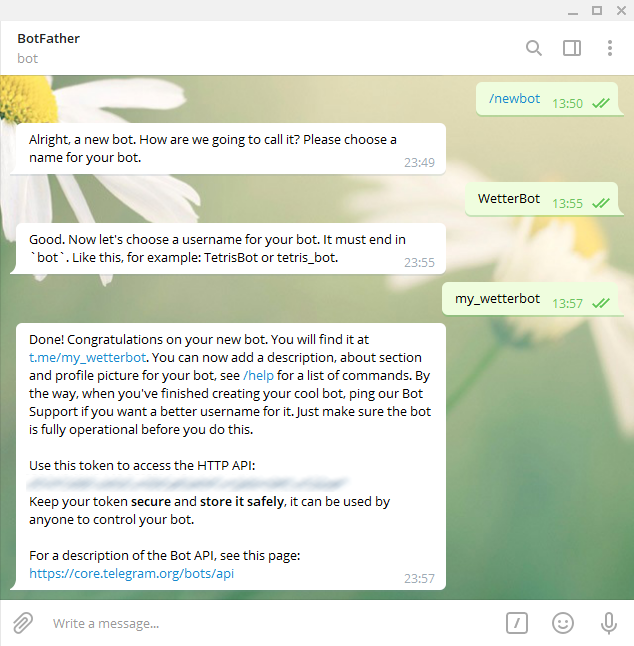 BotFather
bot
/newbot 13:50
Alright, a new bot. How are we going to call it? Please choose a
name for your bot.
23:49
WetterBot 13:55
Good. Now let's choose a username for your bot. It must end in
`bot`. Like this, for example: TetrisBot or tetris_bot.
23:55
my_wetterbot 13:57
Done! Congratulations on your new bot. You will find it at
t.me/my_wetterbot. You can now add a description, about section
and profile picture for your bot, see /help for a list of commands. By
the way, when you've finished creating your cool bot, ping our Bot
Support if you want a better username for it. Just make sure the bot
is fully operational before you do this.
Use this token to access the HTTP API:
Keep your token secure and store it safely, it can be used by
anyone to control your bot.
For a description of the Bot API, see this page:
https://core.telegram.org/bots/api
23:57
Write a message...